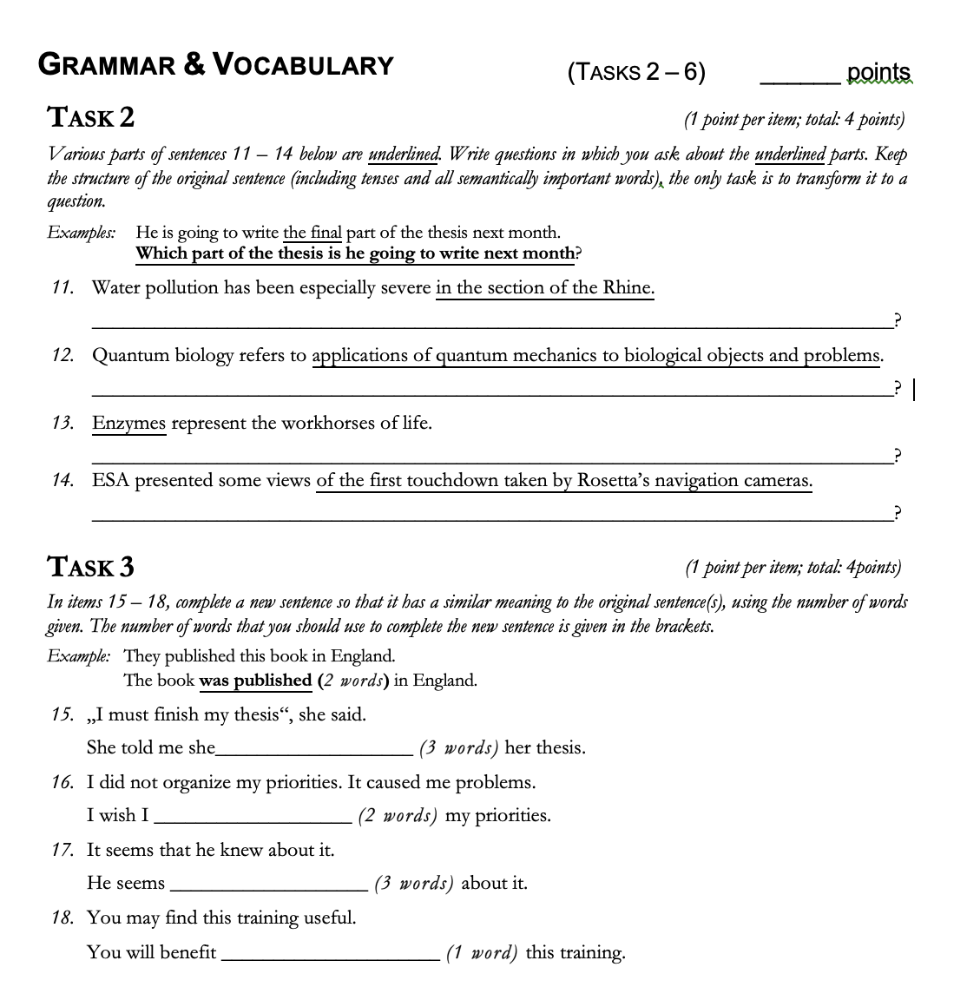 GRAMMAR & VOCABULARY (TASKS 2 – 6) ______ points
TASK 2 (1 point per item; total: 4 points)
Various parts of sentences 11 – 14 below are underlined. Write questions in which you ask about the underlined parts. Keep
the structure of the original sentence (including tenses and all semantically important words), the only task is to transform it to a
question.
Examples: He is going to write the final part of the thesis next month.
Which part of the thesis is he going to write next month?
11. Water pollution has been especially severe in the section of the Rhine.
______________________________?
12. Quantum biology refers to applications of quantum mechanics to biological objects and problems.
______________________________?
13. Enzymes represent the workhorses of life.
______________________________?
14. ESA presented some views of the first touchdown taken by Rosetta’s navigation cameras.
______________________________?
TASK 3 (1 point per item; total: 4points)
In items 15 – 18, complete a new sentence so that it has a similar meaning to the original sentence(s), using the number of words
given. The number of words that you should use to complete the new sentence is given in the brackets.
Example: They published this book in England.
The book was published (2 words) in England.
15. „I must finish my thesis“, she said.
She told me she____________________ (3 words) her thesis.
16. I did not organize my priorities. It caused me problems.
I wish I ____________________ (2 words) my priorities.
17. It seems that he knew about it.
He seems ____________________ (3 words) about it.
18. You may find this training useful.
You will benefit ______________________ (1 word) this training.